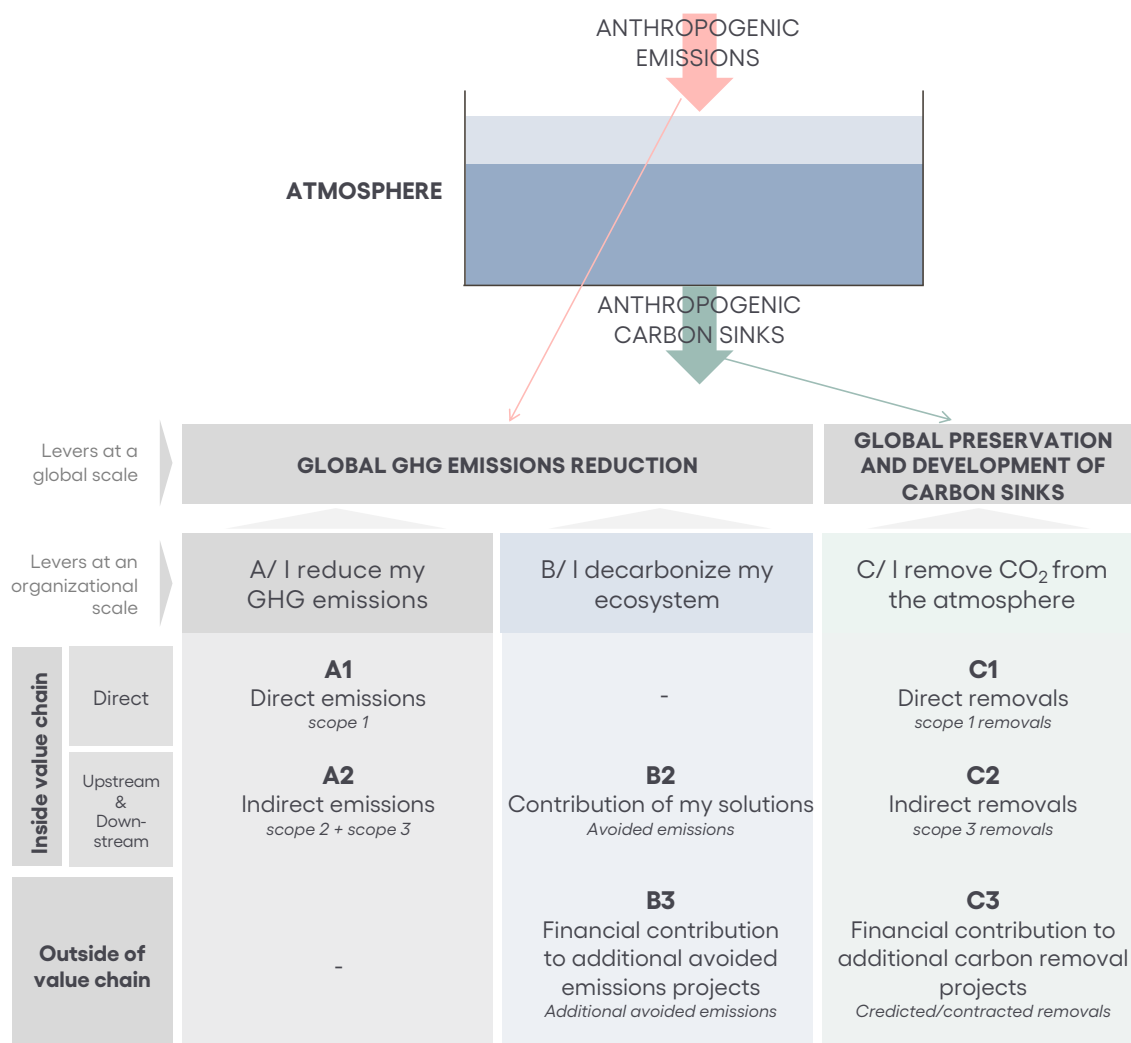 ANTHROPOGENIC
EMISSIONS
ATMOSPHERE
ANTHROPOGENIC
CARBON SINKS
Levers at a
global scale
GLOBAL GHG EMISSIONS REDUCTION
GLOBAL PRESERVATION
AND DEVELOPMENT OF
CARBON SINKS
Levers at an
organizational
scale
A/ I reduce my
GHG emissions
B/ I decarbonize my
ecosystem
C/ I remove CO₂ from
the atmosphere
Inside value chain
Direct
A1
Direct emissions
scope 1
-
C1
Direct removals
scope 1 removals
Upstream
&
Down-
stream
A2
Indirect emissions
scope 2 + scope 3
B2
Contribution of my solutions
Avoided emissions
C2
Indirect removals
scope 3 removals
Outside of
value chain
-
B3
Financial contribution
to additional avoided
emissions projects
Additional avoided emissions
C3
Financial contribution to
additional carbon removal
projects
Credicted/contracted removals